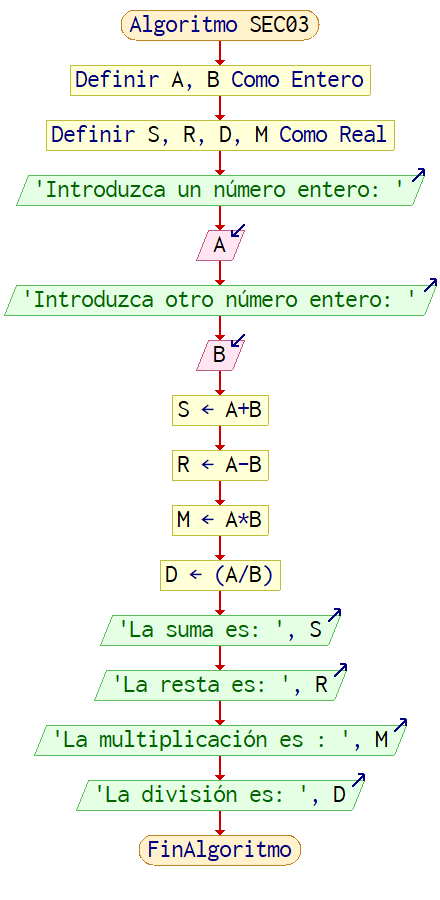 Algoritmo SEC03
Definir A, B Como Entero
Definir S, R, D, M Como Real
'Introduzca un número entero: '
A
'Introduzca otro número entero: '
B
S ← A+B
R ← A-B
M ← A*B
D ← (A/B)
'La suma es: ', S
'La resta es: ', R
'La multiplicación es : ', M
'La división es: ', D
FinAlgoritmo